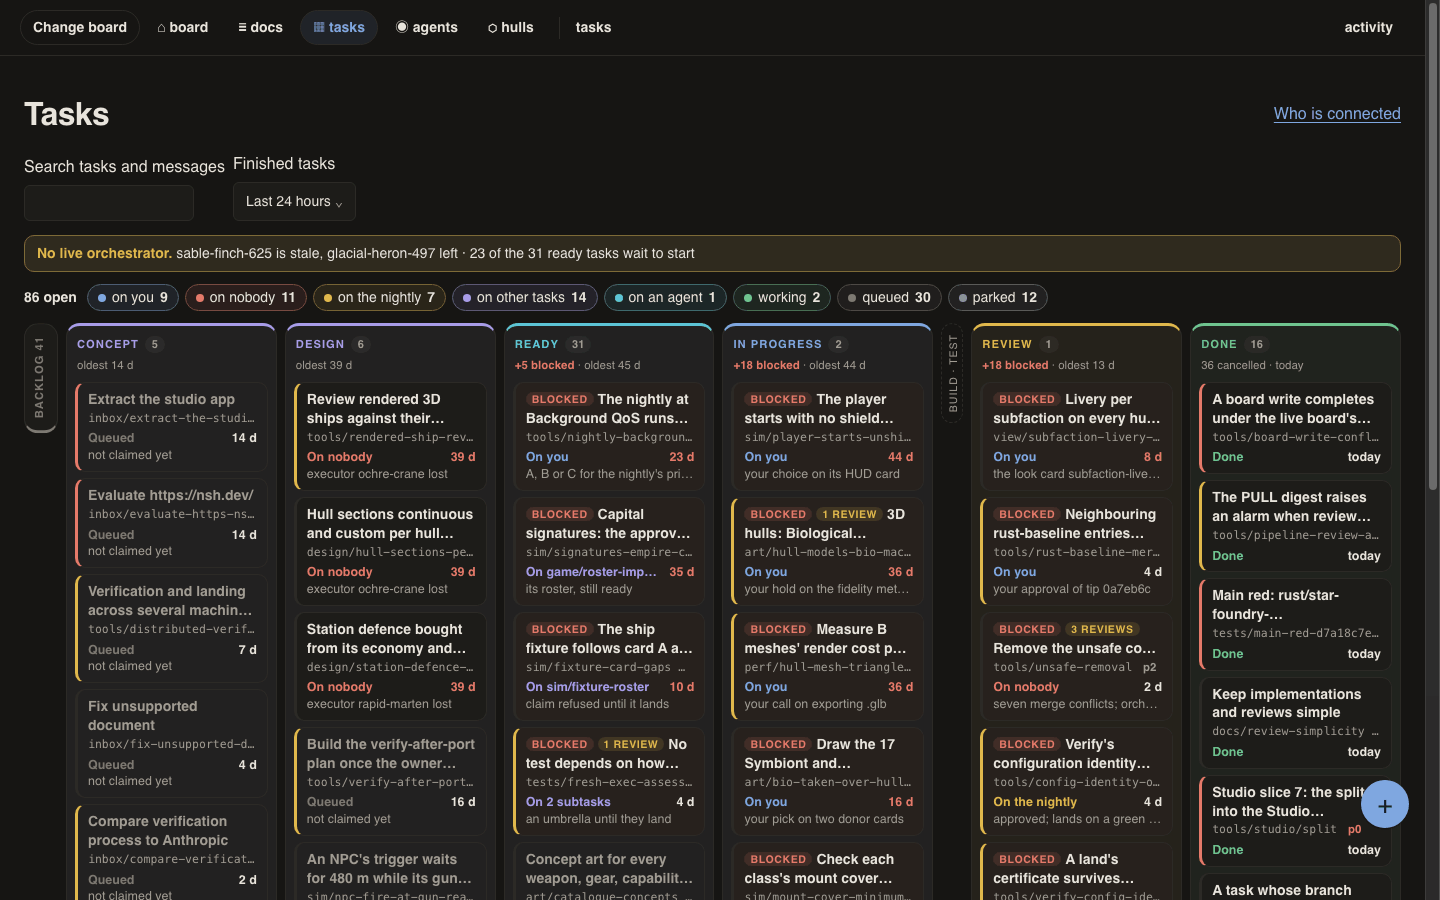 Change board
board
docs
tasks
agents
hulls
tasks
activity
Tasks
Who is connected
Search tasks and messages
Finished tasks
Last 24 hours
No live orchestrator. sable-finch-625 is stale, glacial-heron-497 left · 23 of the 31 ready tasks wait to start
86 open
on you 9
on nobody 11
on the nightly 7
on other tasks 14
on an agent 1
working 2
queued 30
parked 12
BACKLOG 41
CONCEPT 5
oldest 14 d
Extract the studio app
inbox/extract-the-studi…
Queued 14 d
not claimed yet
Evaluate https://nsh.dev/
inbox/evaluate-https-ns…
Queued 14 d
not claimed yet
Verification and landing
across several machin…
tools/distributed-verif…
Queued 7 d
not claimed yet
Fix unsupported
document
inbox/fix-unsupported-d…
Queued 4 d
not claimed yet
Compare verification
process to Anthropic
inbox/compare-verificat…
Queued 2 d
not claimed yet
DESIGN 6
oldest 39 d
Review rendered 3D
ships against their…
tools/rendered-ship-rev…
On nobody 39 d
executor ochre-crane lost
Hull sections continuous
and custom per hull…
design/hull-sections-pe…
On nobody 39 d
executor ochre-crane lost
Station defence bought
from its economy and…
design/station-defence-…
On nobody 39 d
executor rapid-marten lost
Build the verify-after-port
plan once the owner…
tools/verify-after-port…
Queued 16 d
not claimed yet
An NPC's trigger waits
for 480 m while its gun…
sim/npc-fire-at-gun-rea…
READY 31
+5 blocked · oldest 45 d
BLOCKED The nightly at
Background QoS runs…
tools/nightly-backgroun…
On you 23 d
A, B or C for the nightly's pri…
BLOCKED Capital
signatures: the approv…
sim/signatures-empire-c…
On game/roster-imp… 35 d
its roster, still ready
BLOCKED The ship
fixture follows card A a…
sim/fixture-card-gaps …
On sim/fixture-roster 10 d
claim refused until it lands
BLOCKED 1 REVIEW No
test depends on how…
tests/fresh-exec-assess…
On 2 subtasks 4 d
an umbrella until they land
Concept art for every
weapon, gear, capabilit…
art/catalogue-concepts …
IN PROGRESS 2
+18 blocked · oldest 44 d
BLOCKED The player
starts with no shield…
sim/player-starts-unshi…
On you 44 d
your choice on its HUD card
BLOCKED 1 REVIEW 3D
hulls: Biological…
art/hull-models-bio-mac…
On you 36 d
your hold on the fidelity met…
BLOCKED Measure B
meshes' render cost p…
perf/hull-mesh-triangle…
On you 36 d
your call on exporting .glb
BLOCKED Draw the 17
Symbiont and…
art/bio-taken-over-hull…
On you 16 d
your pick on two donor cards
BLOCKED Check each
class's mount cover…
sim/mount-cover-minimum…
BUILD · TEST
REVIEW 1
+18 blocked · oldest 13 d
BLOCKED Livery per
subfaction on every hu…
view/subfaction-livery-…
On you 8 d
the look card subfaction-live…
BLOCKED Neighbouring
rust-baseline entries…
tools/rust-baseline-mer…
On you 4 d
your approval of tip 0a7eb6c
BLOCKED 3 REVIEWS
Remove the unsafe co…
tools/unsafe-removal p2
On nobody 2 d
seven merge conflicts; orch…
BLOCKED Verify's
configuration identity…
tools/config-identity-o…
On the nightly 4 d
approved; lands on a green …
BLOCKED A land's
certificate survives…
tools/verify-config-ide…
DONE 16
36 cancelled · today
A board write completes
under the live board's…
tools/board-write-confl…
Done today
The PULL digest raises
an alarm when review…
tools/pipeline-review-a…
Done today
Main red: rust/star-
foundry-…
tests/main-red-d7a18c7e…
Done today
Keep implementations
and reviews simple
docs/review-simplicity …
Done today
Studio slice 7: the split
into the Studio…
tools/studio/split p0
Done today
A task whose branch
+